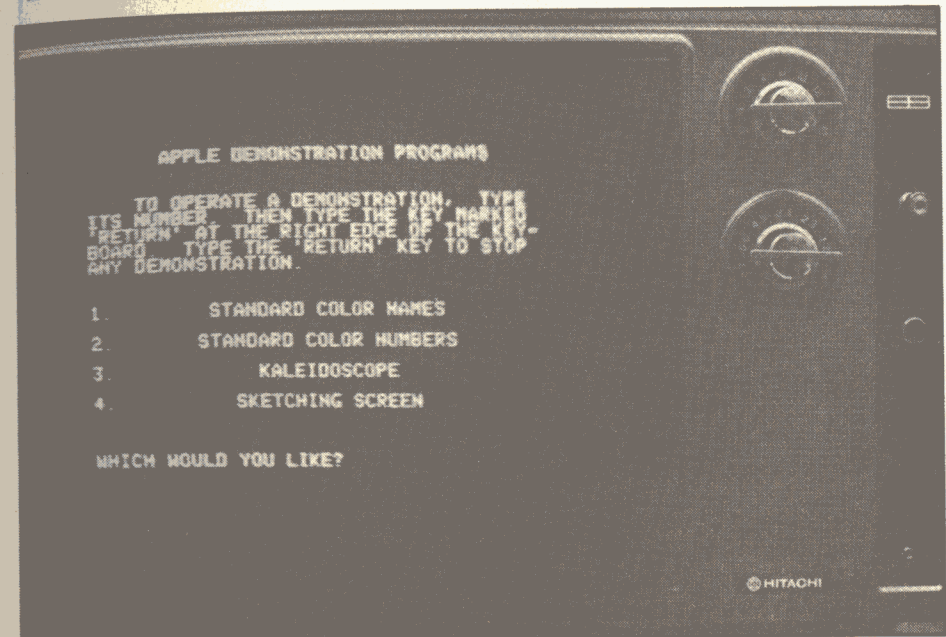 APPLE DEMONSTRATION PROGRAMS
TO OPERATE A DEMONSTRATION, TYPE
ITS NUMBER. THEN TYPE THE KEY MARKED
'RETURN' AT THE RIGHT EDGE OF THE KEY-
BOARD. TYPE THE 'RETURN' KEY TO STOP
ANY DEMONSTRATION.
1. STANDARD COLOR NAMES
2. STANDARD COLOR NUMBERS
3. KALEIDOSCOPE
4. SKETCHING SCREEN
WHICH WOULD YOU LIKE?
HITACHI